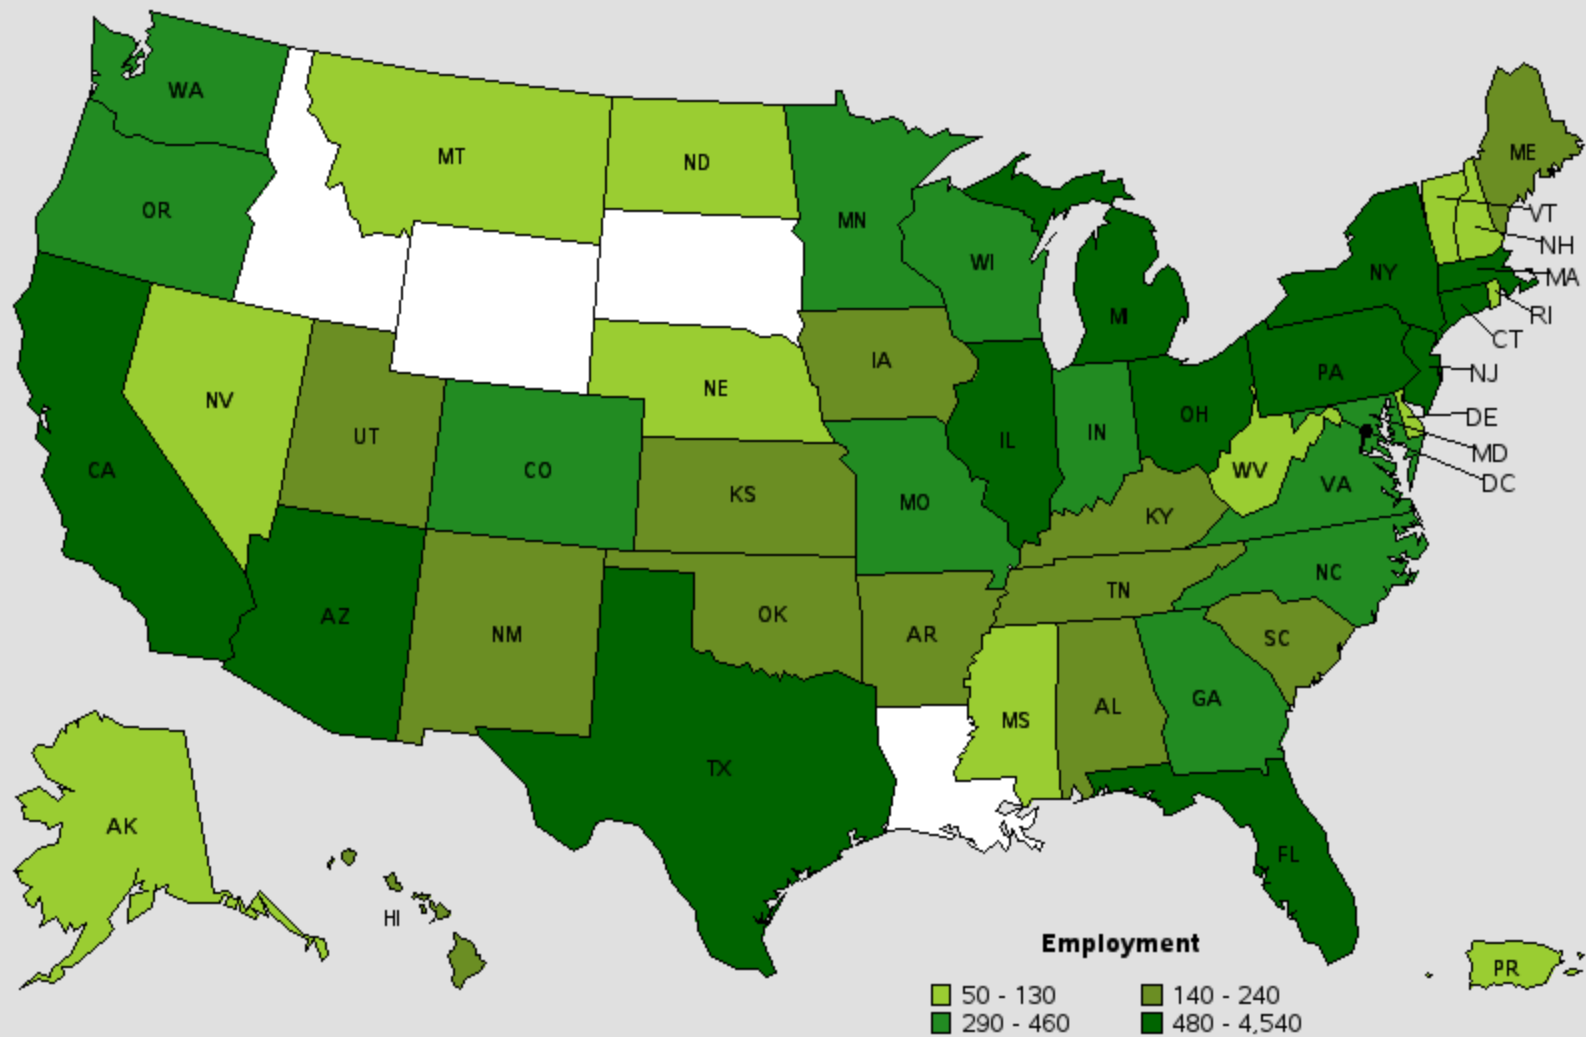 WA
MT
ND
ME
OR
MN
VT
NH
WI
NY
MA
MI
RI
CT
IA
PA
NJ
NV
NE
OH
DE
UT
IL
IN
MD
CA
CO
WV
VA
DC
KS
MO
KY
NC
TN
AZ
NM
OK
AR
SC
GA
AL
MS
TX
AK
FL
HI
Employment
PR
50 - 130 140 - 240
290 - 460 480 - 4,540